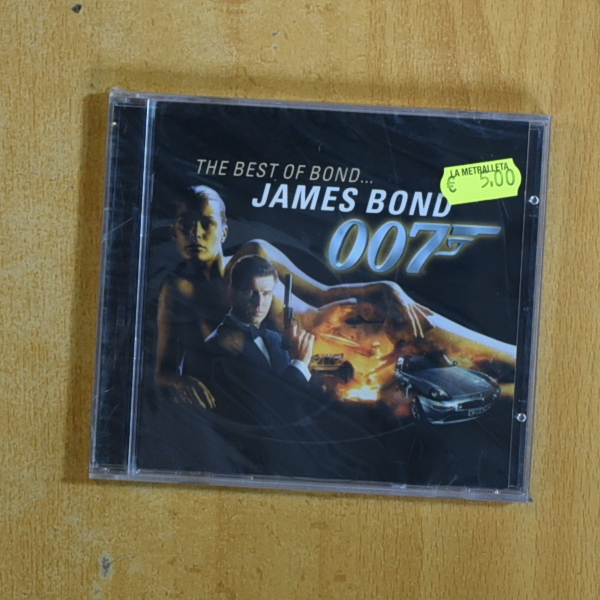 THE BEST OF BOND...
JAMES BOND
007
LA METRALLETA
€ 5,00